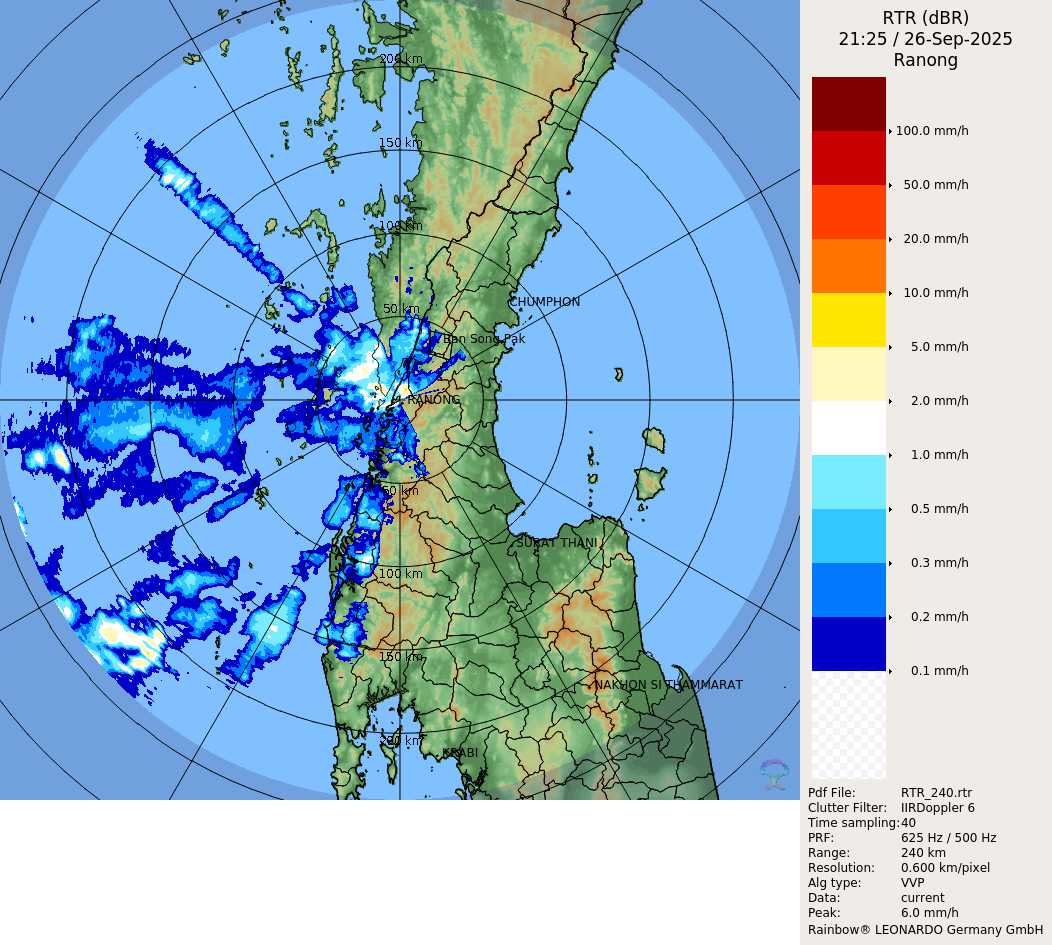 RTR (dBR)
21:25 / 26-Sep-2025
Ranong
200 km
150 km
100 km
50 km
CHUMPHON
Ban Song Pak
RANONG
50 km
SURAT THANI
100 km
150 km
NAKHON SI THAMMARAT
200 km
KRABI
100.0 mm/h
50.0 mm/h
20.0 mm/h
10.0 mm/h
5.0 mm/h
2.0 mm/h
1.0 mm/h
0.5 mm/h
0.3 mm/h
0.2 mm/h
0.1 mm/h
Pdf File: RTR_240.rtr
Clutter Filter: IIRDoppler 6
Time sampling: 40
PRF: 625 Hz / 500 Hz
Range: 240 km
Resolution: 0.600 km/pixel
Alg type: VVP
Data: current
Peak: 6.0 mm/h
Rainbow® LEONARDO Germany GmbH